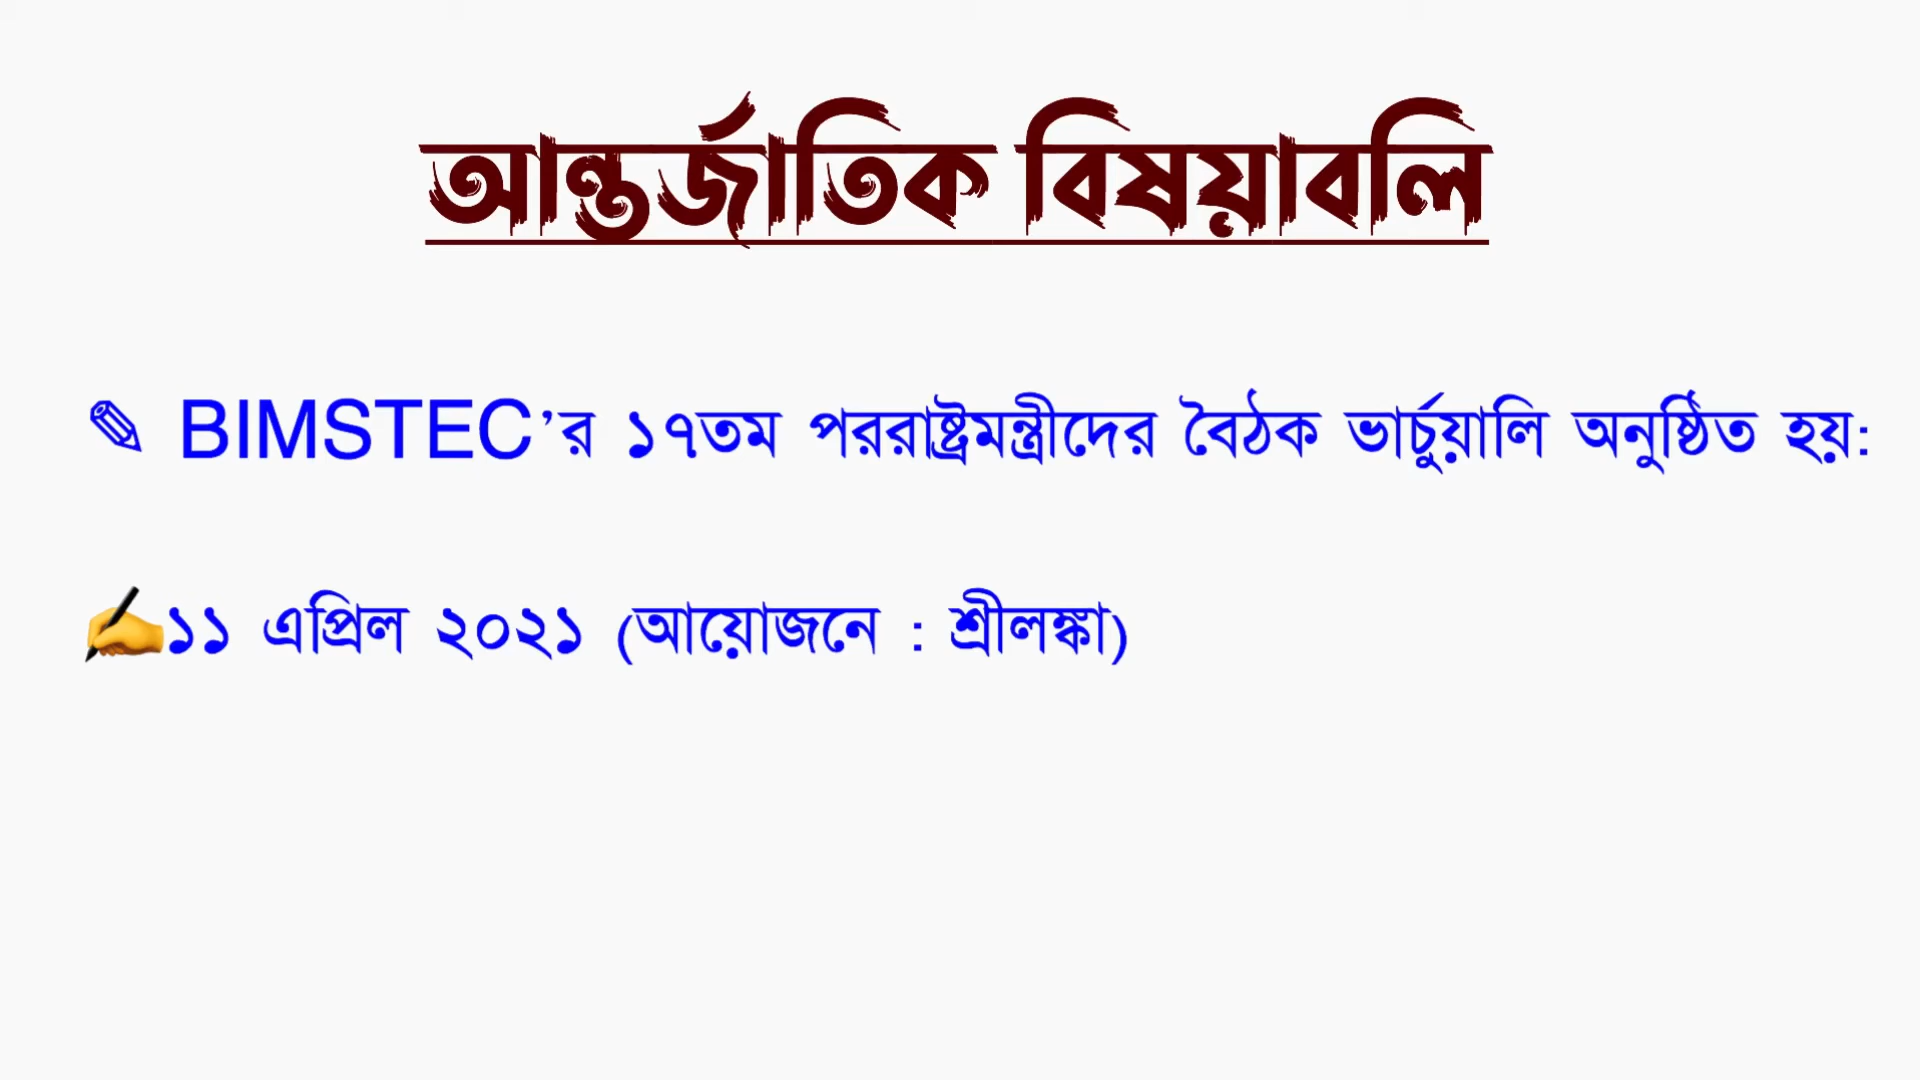 আন্তর্জাতিক বিষয়াবলি
✎ BIMSTEC’র ১৭তম পররাষ্ট্রমন্ত্রীদের বৈঠক ভার্চুয়ালি অনুষ্ঠিত হয়:
✍১১ এপ্রিল ২০২১ (আয়োজনে : শ্রীলঙ্কা)